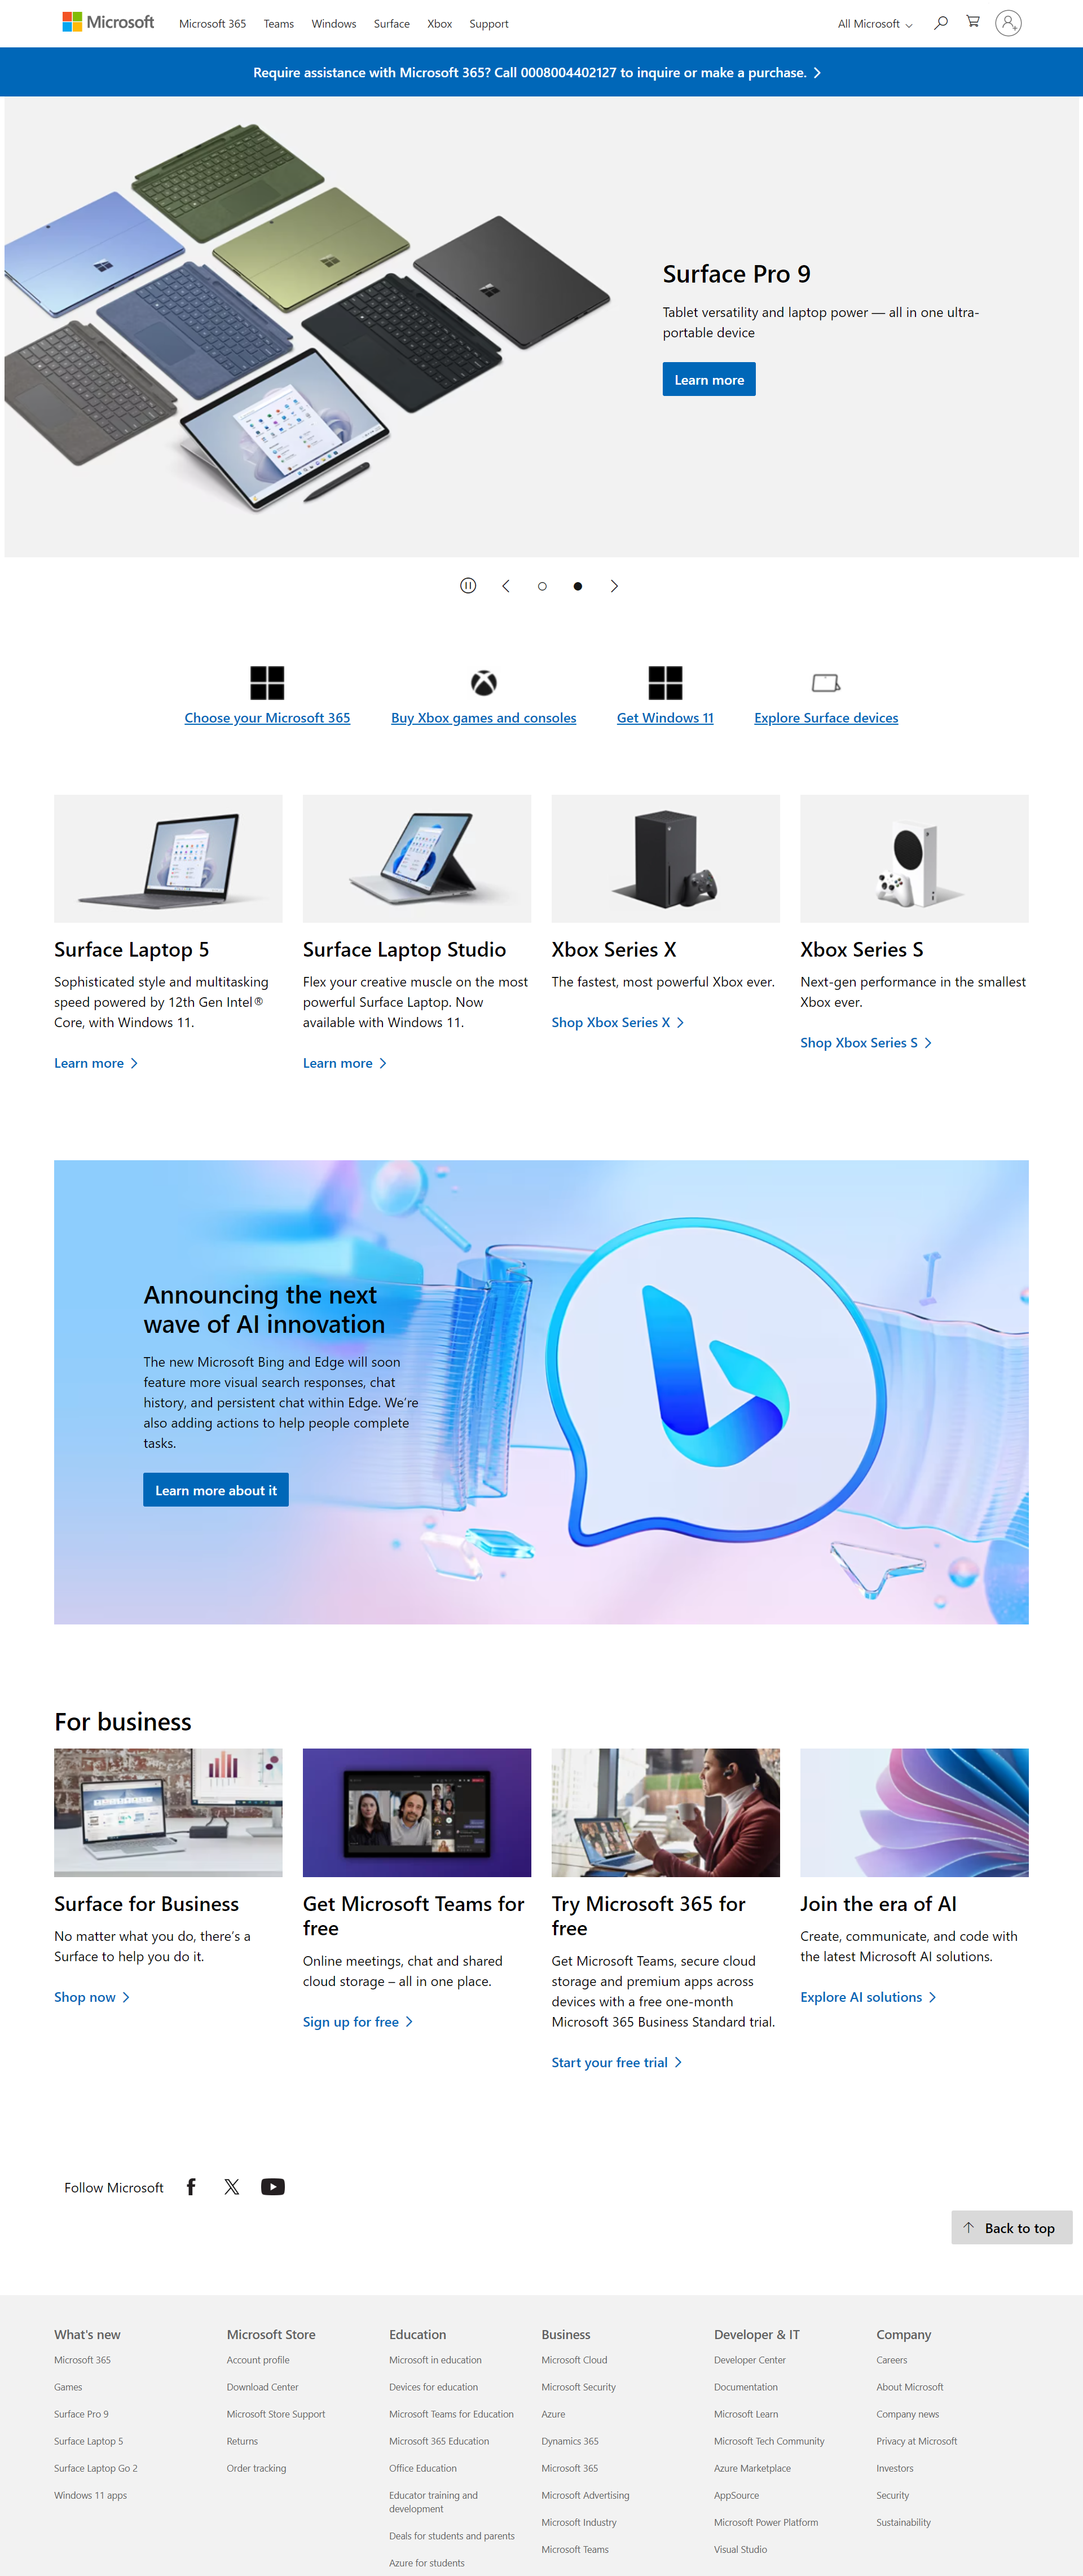 Microsoft
Microsoft 365
Teams
Windows
Surface
Xbox
Support
All Microsoft
Require assistance with Microsoft 365? Call 0008004402127 to inquire or make a purchase.
Surface Pro 9
Tablet versatility and laptop power — all in one ultra-
portable device
Learn more
Choose your Microsoft 365
Buy Xbox games and consoles
Get Windows 11
Explore Surface devices
Surface Laptop 5
Sophisticated style and multitasking
speed powered by 12th Gen Intel®
Core, with Windows 11.
Learn more
Surface Laptop Studio
Flex your creative muscle on the most
powerful Surface Laptop. Now
available with Windows 11.
Learn more
Xbox Series X
The fastest, most powerful Xbox ever.
Shop Xbox Series X
Xbox Series S
Next-gen performance in the smallest
Xbox ever.
Shop Xbox Series S
Announcing the next
wave of AI innovation
The new Microsoft Bing and Edge will soon
feature more visual search responses, chat
history, and persistent chat within Edge. We're
also adding actions to help people complete
tasks.
Learn more about it
For business
Surface for Business
No matter what you do, there's a
Surface to help you do it.
Shop now
Get Microsoft Teams for
free
Online meetings, chat and shared
cloud storage – all in one place.
Sign up for free
Try Microsoft 365 for
free
Get Microsoft Teams, secure cloud
storage and premium apps across
devices with a free one-month
Microsoft 365 Business Standard trial.
Start your free trial
Join the era of AI
Create, communicate, and code with
the latest Microsoft AI solutions.
Explore AI solutions
Follow Microsoft
Back to top
What's new
Microsoft 365
Games
Surface Pro 9
Surface Laptop 5
Surface Laptop Go 2
Windows 11 apps
Microsoft Store
Account profile
Download Center
Microsoft Store Support
Returns
Order tracking
Education
Microsoft in education
Devices for education
Microsoft Teams for Education
Microsoft 365 Education
Office Education
Educator training and
development
Deals for students and parents
Azure for students
Business
Microsoft Cloud
Microsoft Security
Azure
Dynamics 365
Microsoft 365
Microsoft Advertising
Microsoft Industry
Microsoft Teams
Developer & IT
Developer Center
Documentation
Microsoft Learn
Microsoft Tech Community
Azure Marketplace
AppSource
Microsoft Power Platform
Visual Studio
Company
Careers
About Microsoft
Company news
Privacy at Microsoft
Investors
Security
Sustainability